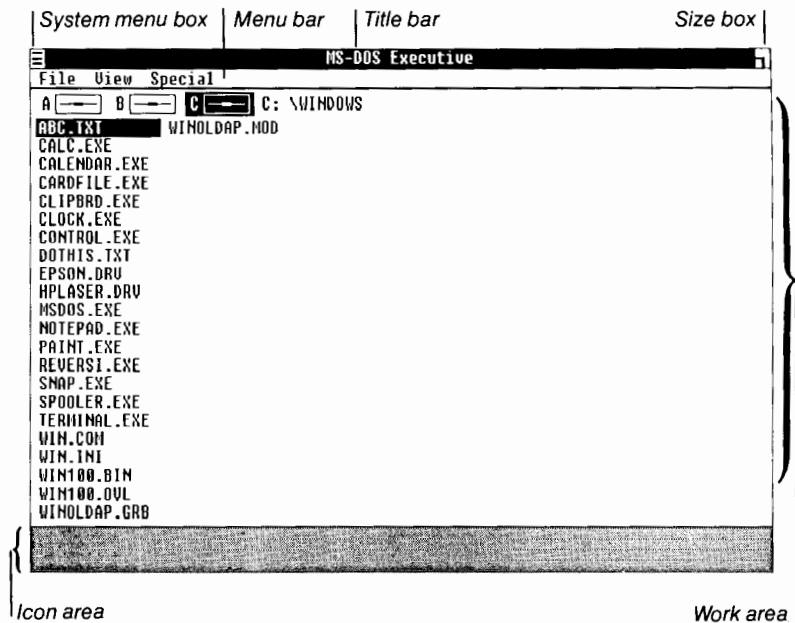 System menu box Menu bar Title bar Size box
MS-DOS Executive
File View Special
A B C C: \WINDOWS
ABC.TXT WINOLDAP.MOD
CALC.EXE
CALENDAR.EXE
CARDFILE.EXE
CLIPBRD.EXE
CLOCK.EXE
CONTROL.EXE
DOTHIS.TXT
EPSON.DRV
HPLASER.DRV
MSDOS.EXE
NOTEPAD.EXE
PAINT.EXE
REVERSI.EXE
SNAP.EXE
SPOOLER.EXE
TERMINAL.EXE
WIN.COM
WIN.INI
WIN100.BIN
WIN100.OVL
WINOLDAP.GRB
Icon area Work area